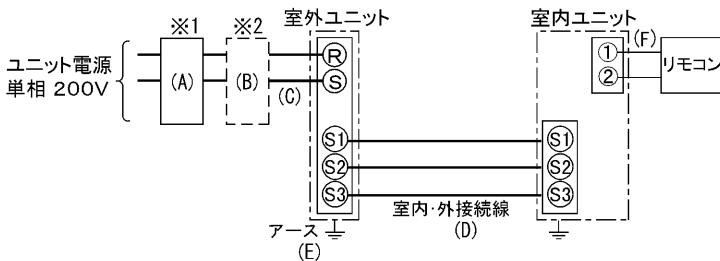 ※1
※2
室外ユニット
室内ユニット
ユニット電源
単相 200V
(A)
(B)
(C)
R
S
①
②
(F)
リモコン
S1
S2
S3
S1
S2
S3
室内・外接続線
(D)
アース
(E)